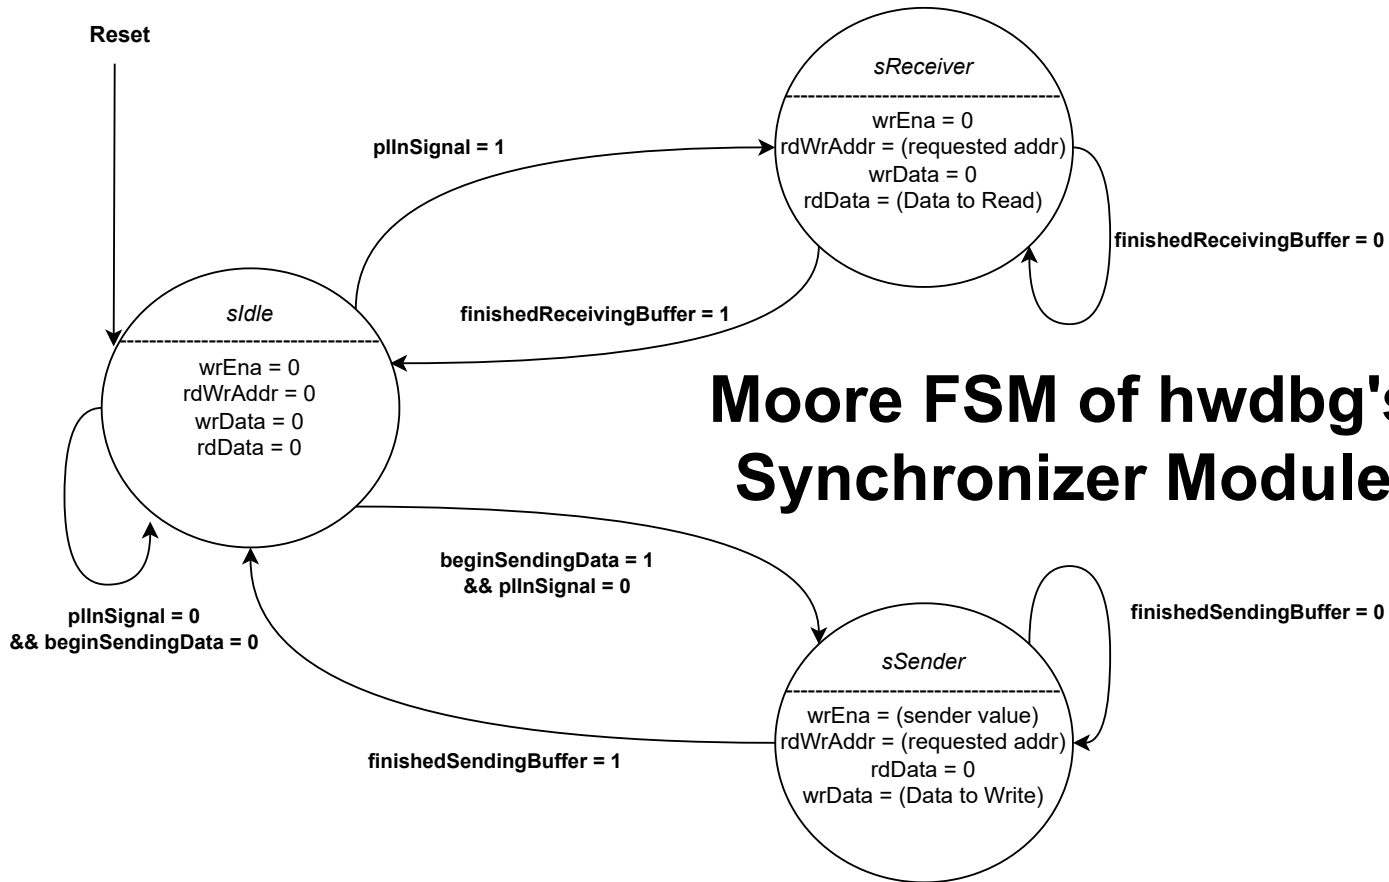 Reset
sReceiver
wrEna = 0
rdWrAddr = (requested addr)
wrData = 0
rdData = (Data to Read)
plInSignal = 1
finishedReceivingBuffer = 0
finishedReceivingBuffer = 1
sIdle
wrEna = 0
rdWrAddr = 0
wrData = 0
rdData = 0
Moore FSM of hwdbg's
Synchronizer Module
plInSignal = 0
&& beginSendingData = 0
beginSendingData = 1
&& plInSignal = 0
finishedSendingBuffer = 0
sSender
wrEna = (sender value)
rdWrAddr = (requested addr)
rdData = 0
wrData = (Data to Write)
finishedSendingBuffer = 1